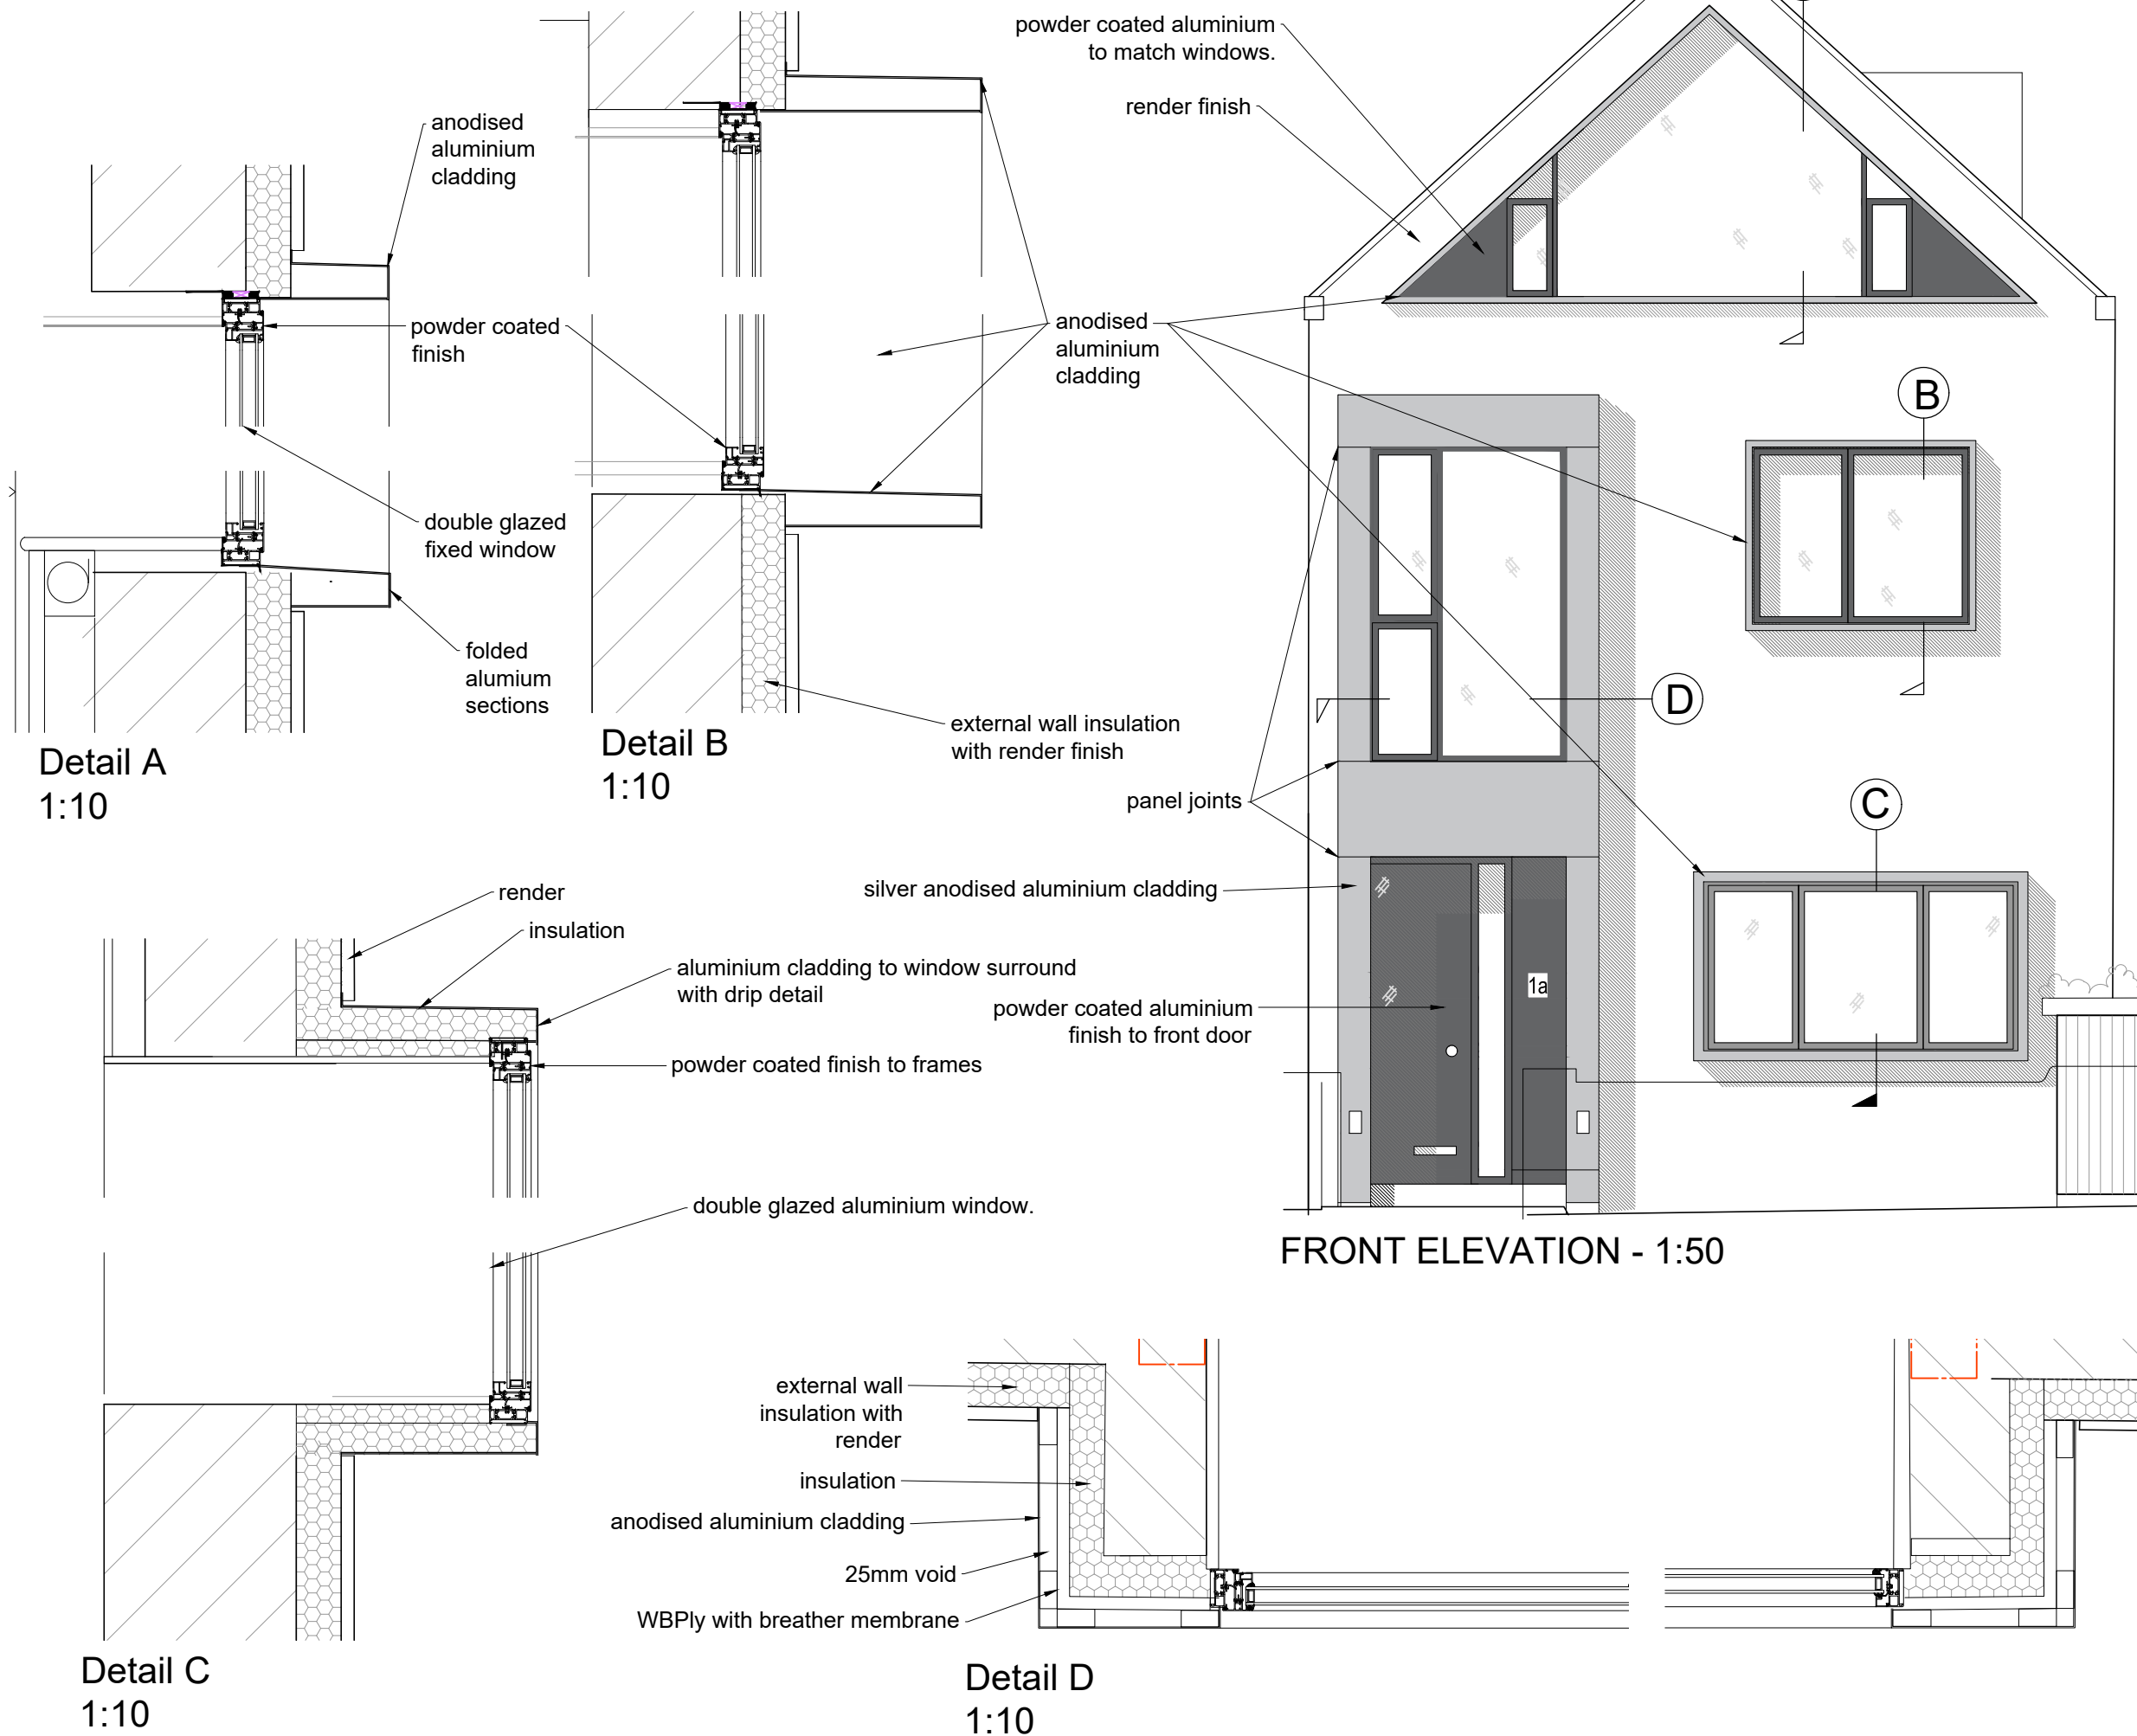 anodised
aluminium
cladding
powder coated
finish
double glazed
fixed window
folded
alumium
sections
Detail A
1:10
external wall insulation
with render finish
Detail B
1:10
powder coated aluminium
to match windows.
render finish
anodised
aluminium
cladding
panel joints
silver anodised aluminium cladding
powder coated aluminium
finish to front door
B
D
C
1a
FRONT ELEVATION - 1:50
render
insulation
aluminium cladding to window surround
with drip detail
powder coated finish to frames
double glazed aluminium window.
Detail C
1:10
external wall
insulation with
render
insulation
anodised aluminium cladding
25mm void
WBPly with breather membrane
Detail D
1:10